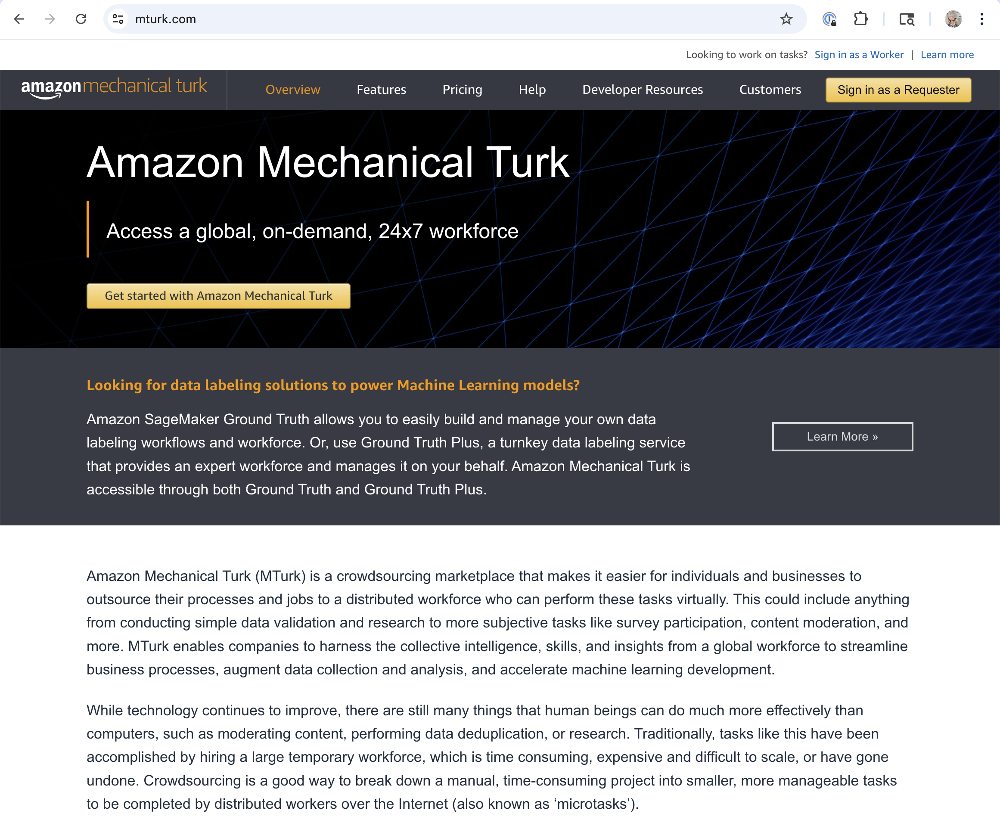 mturk.com
Looking to work on tasks? Sign in as a Worker | Learn more
amazon mechanical turk
Overview
Features
Pricing
Help
Developer Resources
Customers
Sign in as a Requester
Amazon Mechanical Turk
Access a global, on-demand, 24x7 workforce
Get started with Amazon Mechanical Turk
Looking for data labeling solutions to power Machine Learning models?
Amazon SageMaker Ground Truth allows you to easily build and manage your own data
labeling workflows and workforce. Or, use Ground Truth Plus, a turnkey data labeling service
that provides an expert workforce and manages it on your behalf. Amazon Mechanical Turk is
accessible through both Ground Truth and Ground Truth Plus.
Learn More »
Amazon Mechanical Turk (MTurk) is a crowdsourcing marketplace that makes it easier for individuals and businesses to
outsource their processes and jobs to a distributed workforce who can perform these tasks virtually. This could include anything
from conducting simple data validation and research to more subjective tasks like survey participation, content moderation, and
more. MTurk enables companies to harness the collective intelligence, skills, and insights from a global workforce to streamline
business processes, augment data collection and analysis, and accelerate machine learning development.
While technology continues to improve, there are still many things that human beings can do much more effectively than
computers, such as moderating content, performing data deduplication, or research. Traditionally, tasks like this have been
accomplished by hiring a large temporary workforce, which is time consuming, expensive and difficult to scale, or have gone
undone. Crowdsourcing is a good way to break down a manual, time-consuming project into smaller, more manageable tasks
to be completed by distributed workers over the Internet (also known as ‘microtasks’).